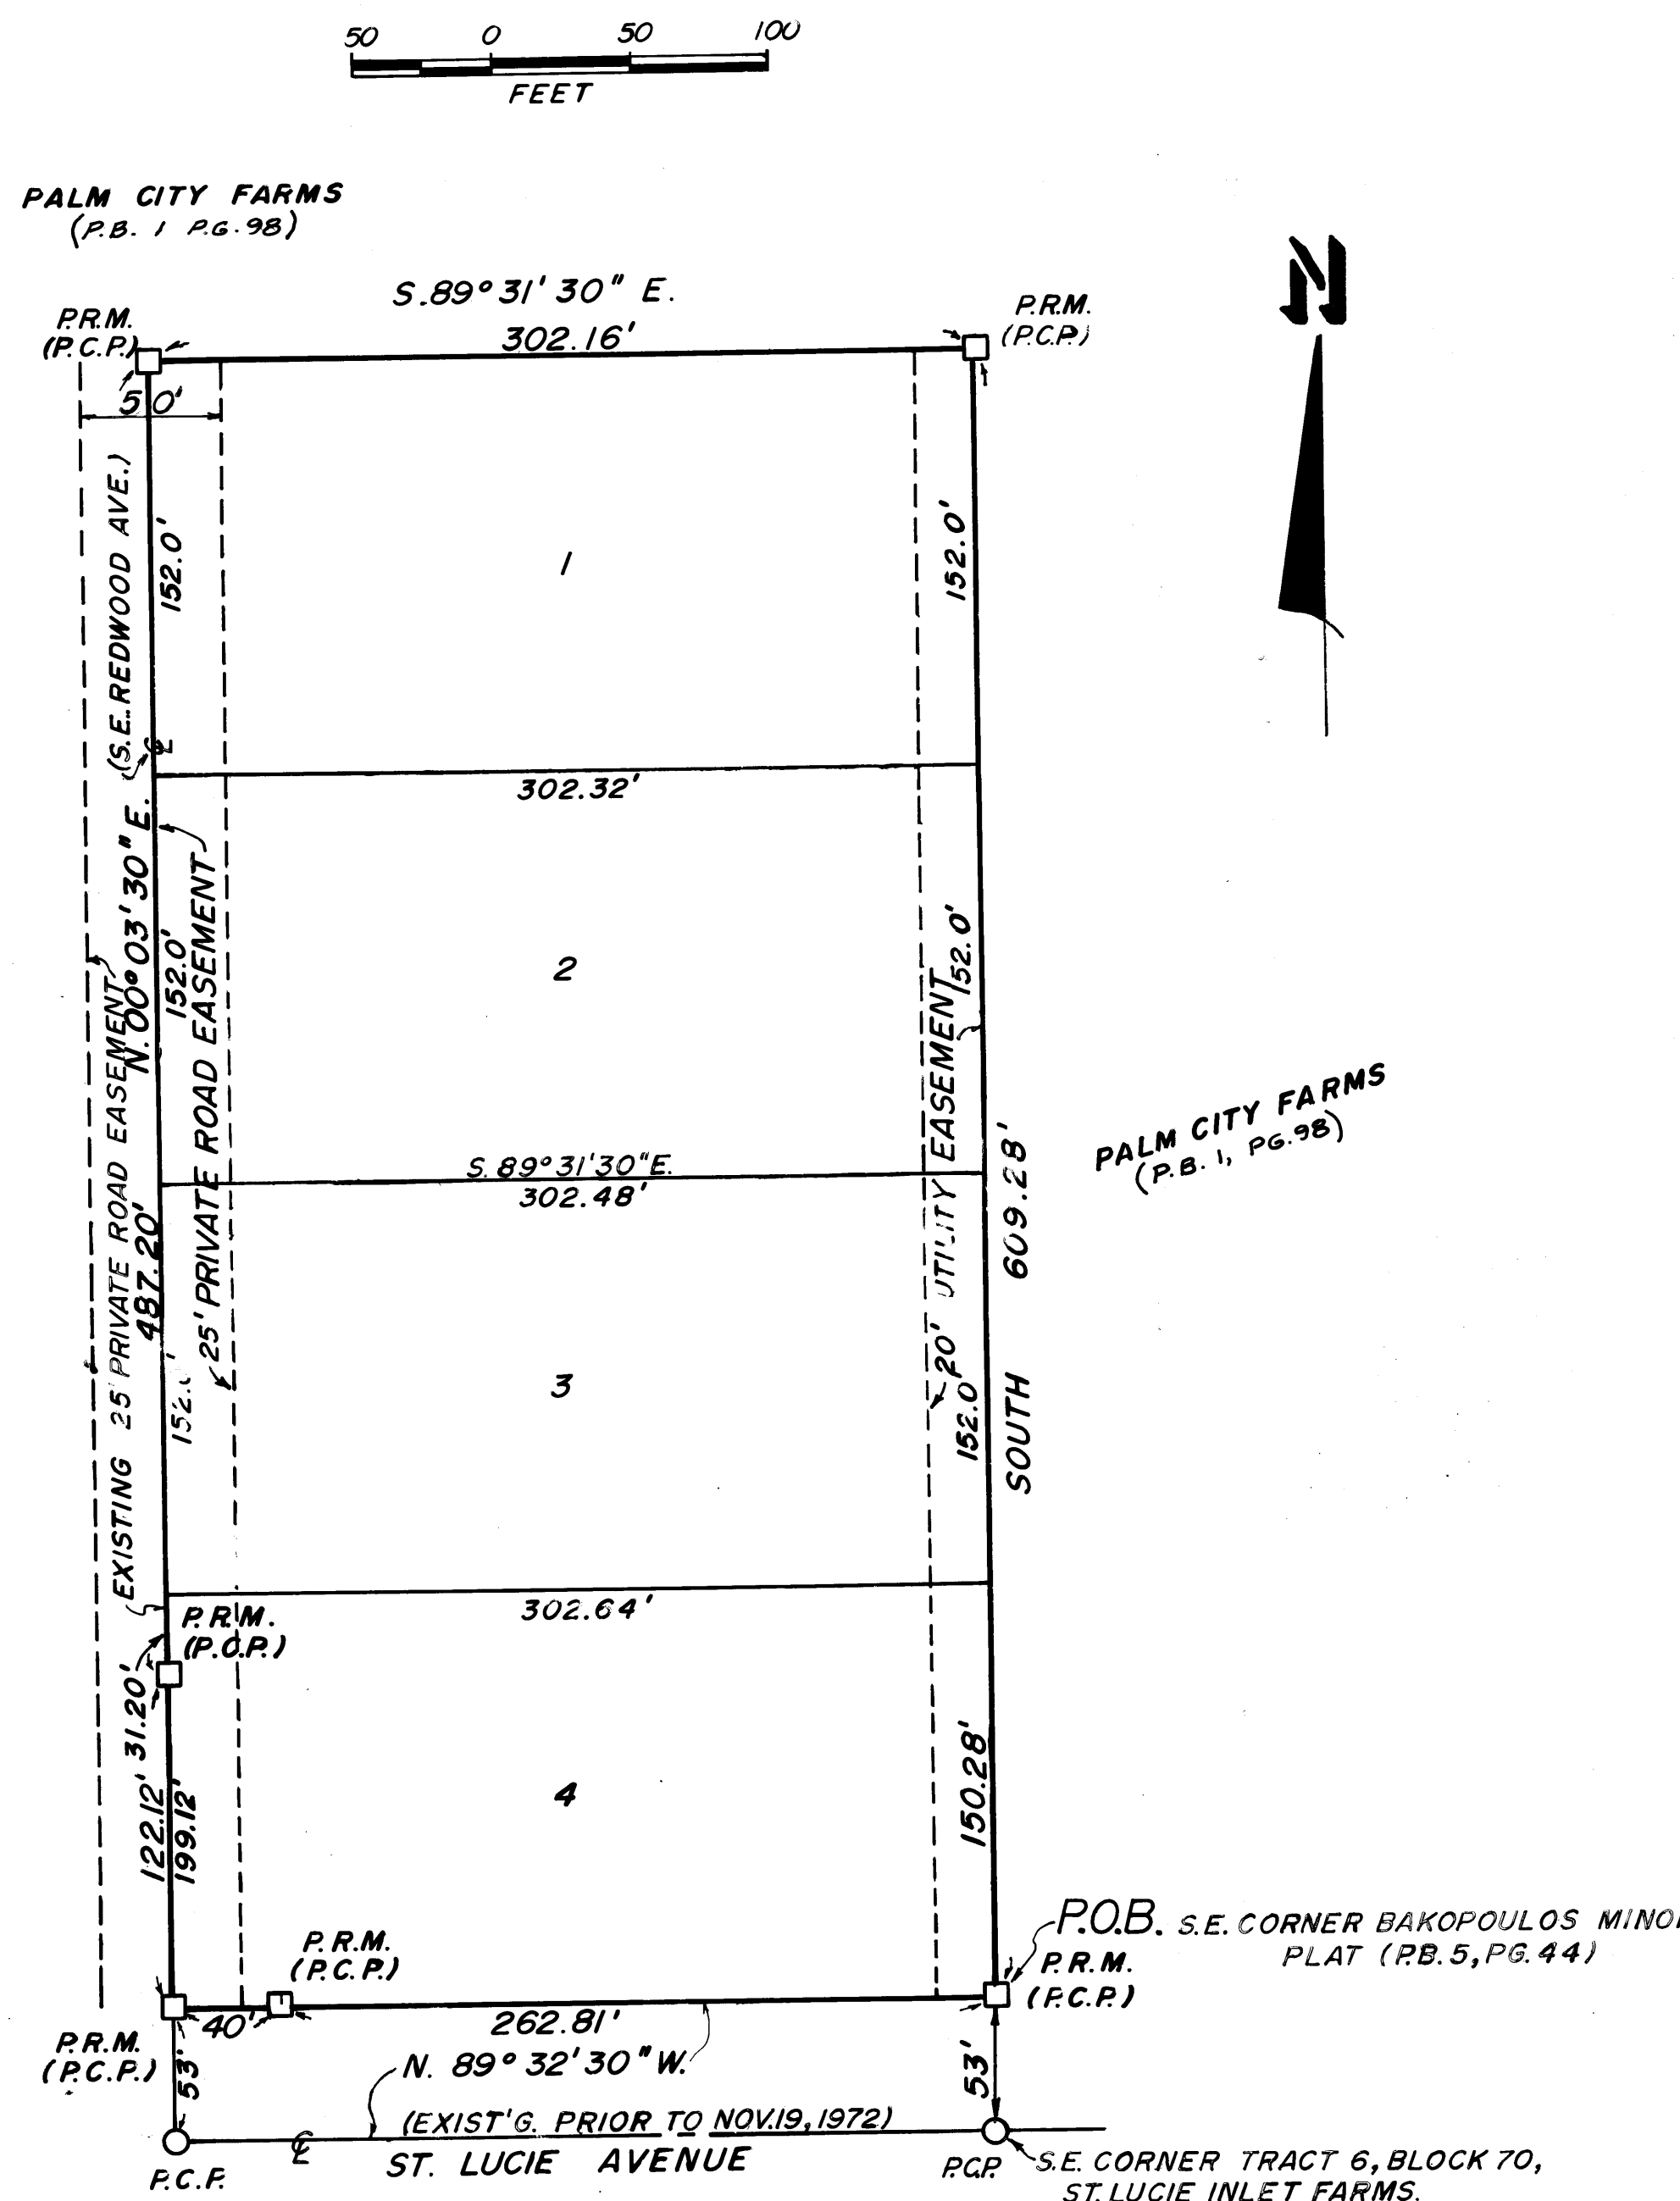 50 0 50 100
FEET
PALM CITY FARMS
(P.B. 1 P.G. 98)
N
S.89°31'30" E.
302.16'
P.R.M.
(P.C.P.)
P.R.M.
(P.C.P.)
50'
(S.E. REDWOOD AVE.)
152.0'
1
152.0'
℄
302.32'
N.00°03'30" E.
487.20'
152.0'
25' PRIVATE ROAD EASEMENT
EXISTING 25' PRIVATE ROAD EASEMENT
2
152.0'
20' UTILITY EASEMENT
SOUTH 609.28'
PALM CITY FARMS
(P.B. 1, PG. 98)
S.89°31'30"E.
302.48'
152.0'
3
152.0'
302.64'
P.R.M.
(P.C.P.)
31.20'
122.12'
199.12'
4
150.28'
P.O.B. S.E. CORNER BAKOPOULOS MINOR
PLAT (P.B. 5, PG. 44)
P.R.M.
(P.C.P.)
P.R.M.
(P.C.P.)
P.R.M.
(P.C.P.)
40'
262.81'
N. 89°32'30" W.
53'
53'
(EXIST'G. PRIOR TO NOV.19, 1972)
℄
ST. LUCIE AVENUE
P.C.P.
P.C.P.
S.E. CORNER TRACT 6, BLOCK 70,
ST. LUCIE INLET FARMS.